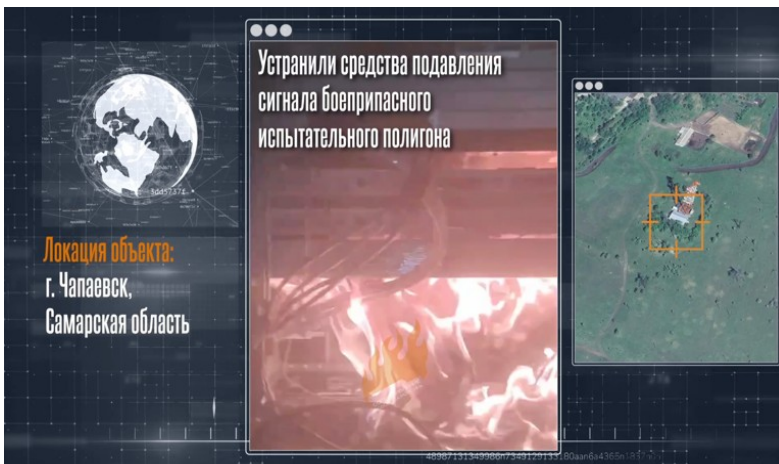 Устранили средства подавления
сигнала боеприпасного
испытательного полигона
Локация объекта:
г. Чапаевск,
Самарская область